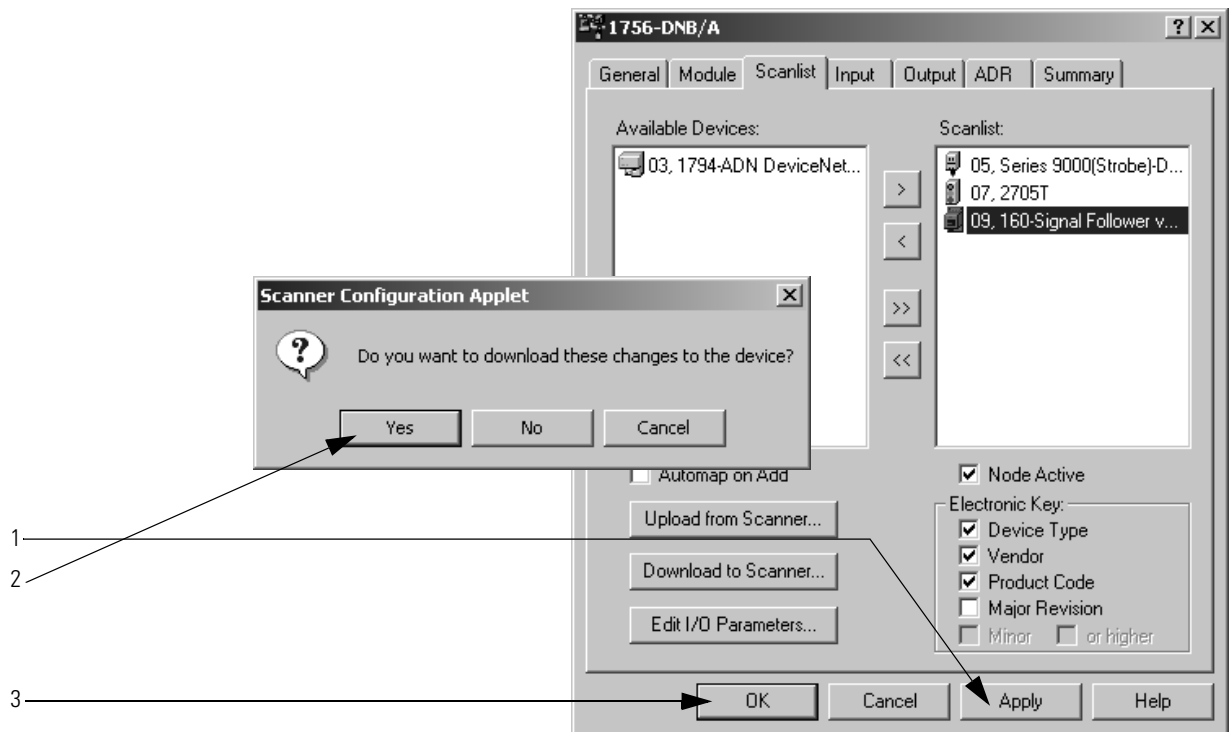 1756-DNB/A
General Module Scanlist Input Output ADR Summary
Available Devices:
03, 1794-ADN DeviceNet...
>
<
>>
<<
Scanlist:
05, Series 9000(Strobe)-D...
07, 2705T
09, 160-Signal Follower v...
Scanner Configuration Applet
Do you want to download these changes to the device?
Yes No Cancel
Automap on Add
Upload from Scanner...
Download to Scanner...
Edit I/O Parameters...
Node Active
Electronic Key:
Device Type
Vendor
Product Code
Major Revision
Minor or higher
OK Cancel Apply Help
1
2
3